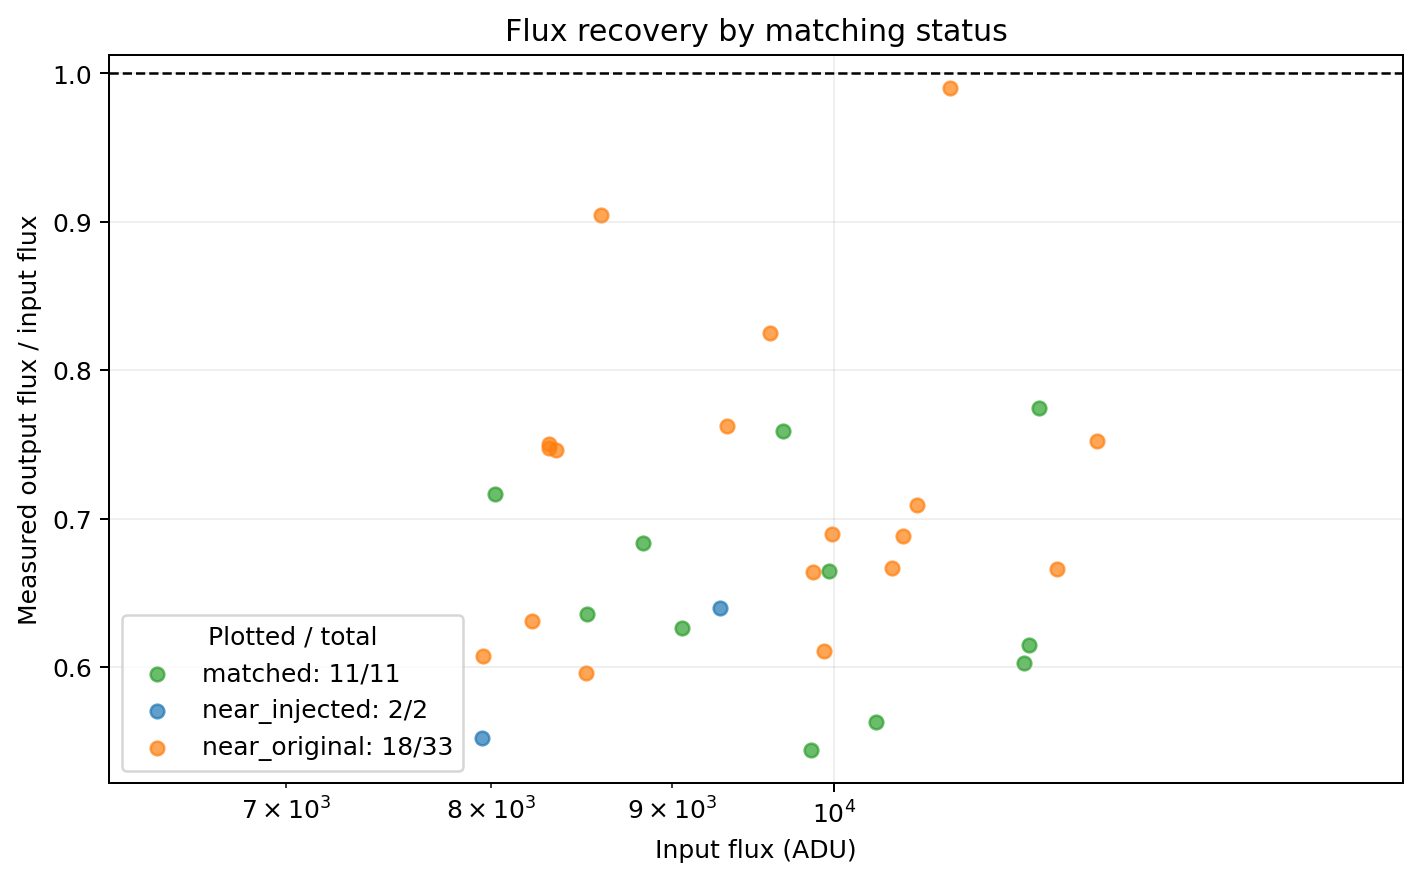 Flux recovery by matching status
Measured output flux / input flux
1.0
0.9
0.8
0.7
0.6
Plotted / total
matched: 11/11
near_injected: 2/2
near_original: 18/33
7 × 10³
8 × 10³
9 × 10³
10⁴
Input flux (ADU)